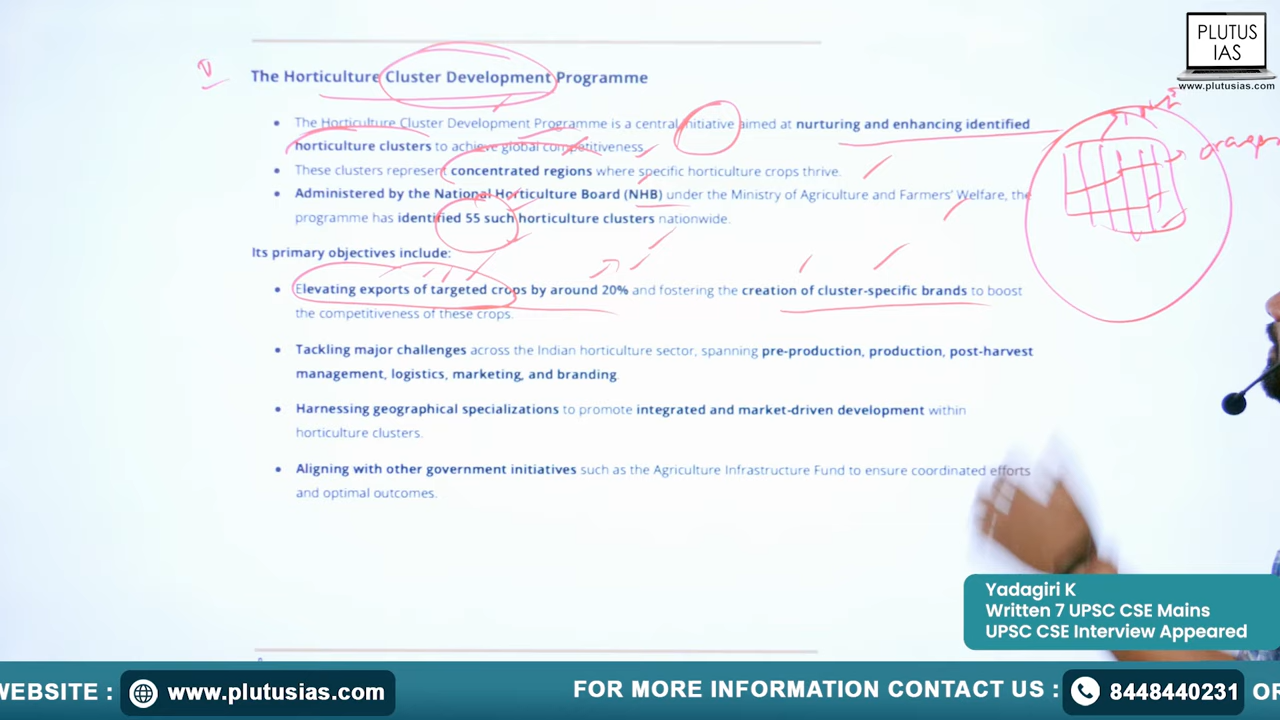 PLUTUS
IAS
www.plutusias.com
The Horticulture Cluster Development Programme
• The Horticulture Cluster Development Programme is a central initiative aimed at nurturing and enhancing identified
horticulture clusters to achieve global competitiveness.
• These clusters represent concentrated regions where specific horticulture crops thrive.
• Administered by the National Horticulture Board (NHB) under the Ministry of Agriculture and Farmers' Welfare, the
programme has identified 55 such horticulture clusters nationwide.
Its primary objectives include:
• Elevating exports of targeted crops by around 20% and fostering the creation of cluster-specific brands to boost
the competitiveness of these crops.
• Tackling major challenges across the Indian horticulture sector, spanning pre-production, production, post-harvest
management, logistics, marketing, and branding.
• Harnessing geographical specializations to promote integrated and market-driven development within
horticulture clusters.
• Aligning with other government initiatives such as the Agriculture Infrastructure Fund to ensure coordinated efforts
and optimal outcomes.
Yadagiri K
Written 7 UPSC CSE Mains
UPSC CSE Interview Appeared
WEBSITE : www.plutusias.com FOR MORE INFORMATION CONTACT US : 8448440231 OR